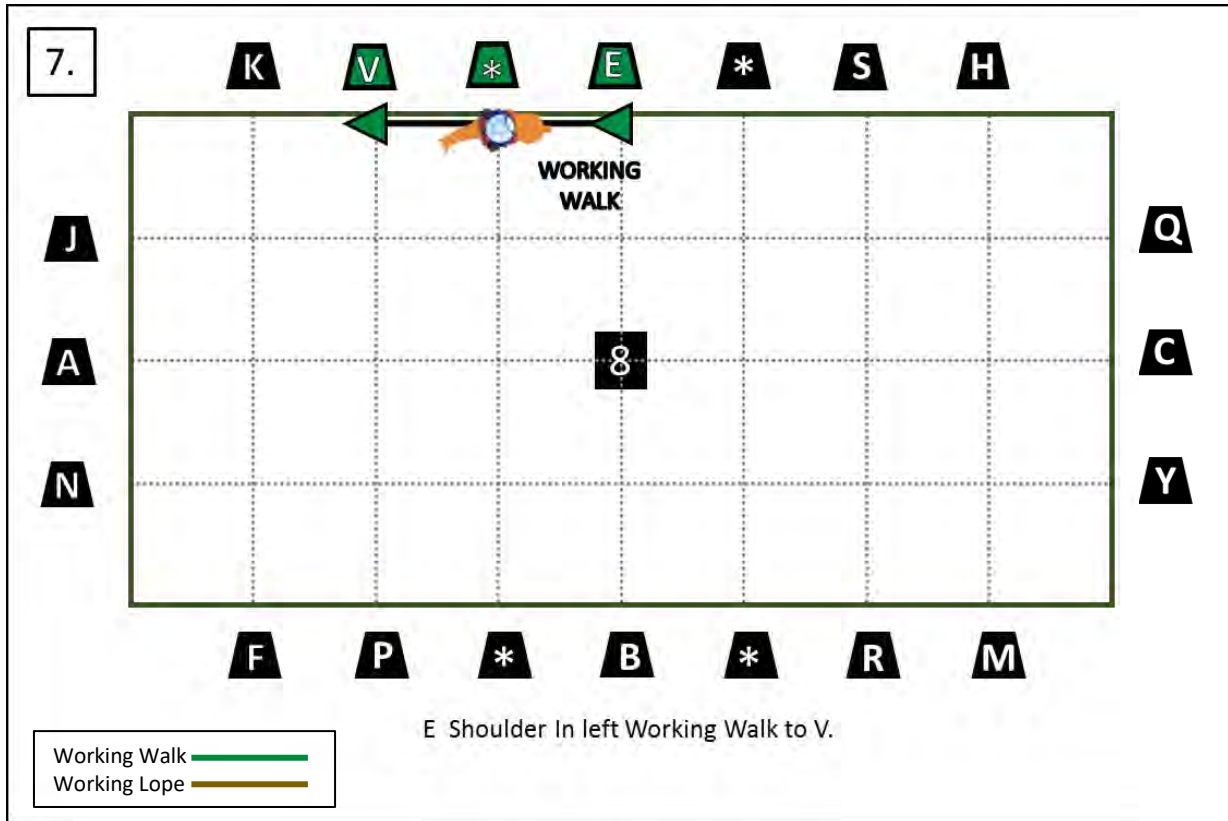 7.
K V * E * S H
WORKING
WALK
J Q
8
A C
N Y
F P * B * R M
E Shoulder In left Working Walk to V.
Working Walk
Working Lope